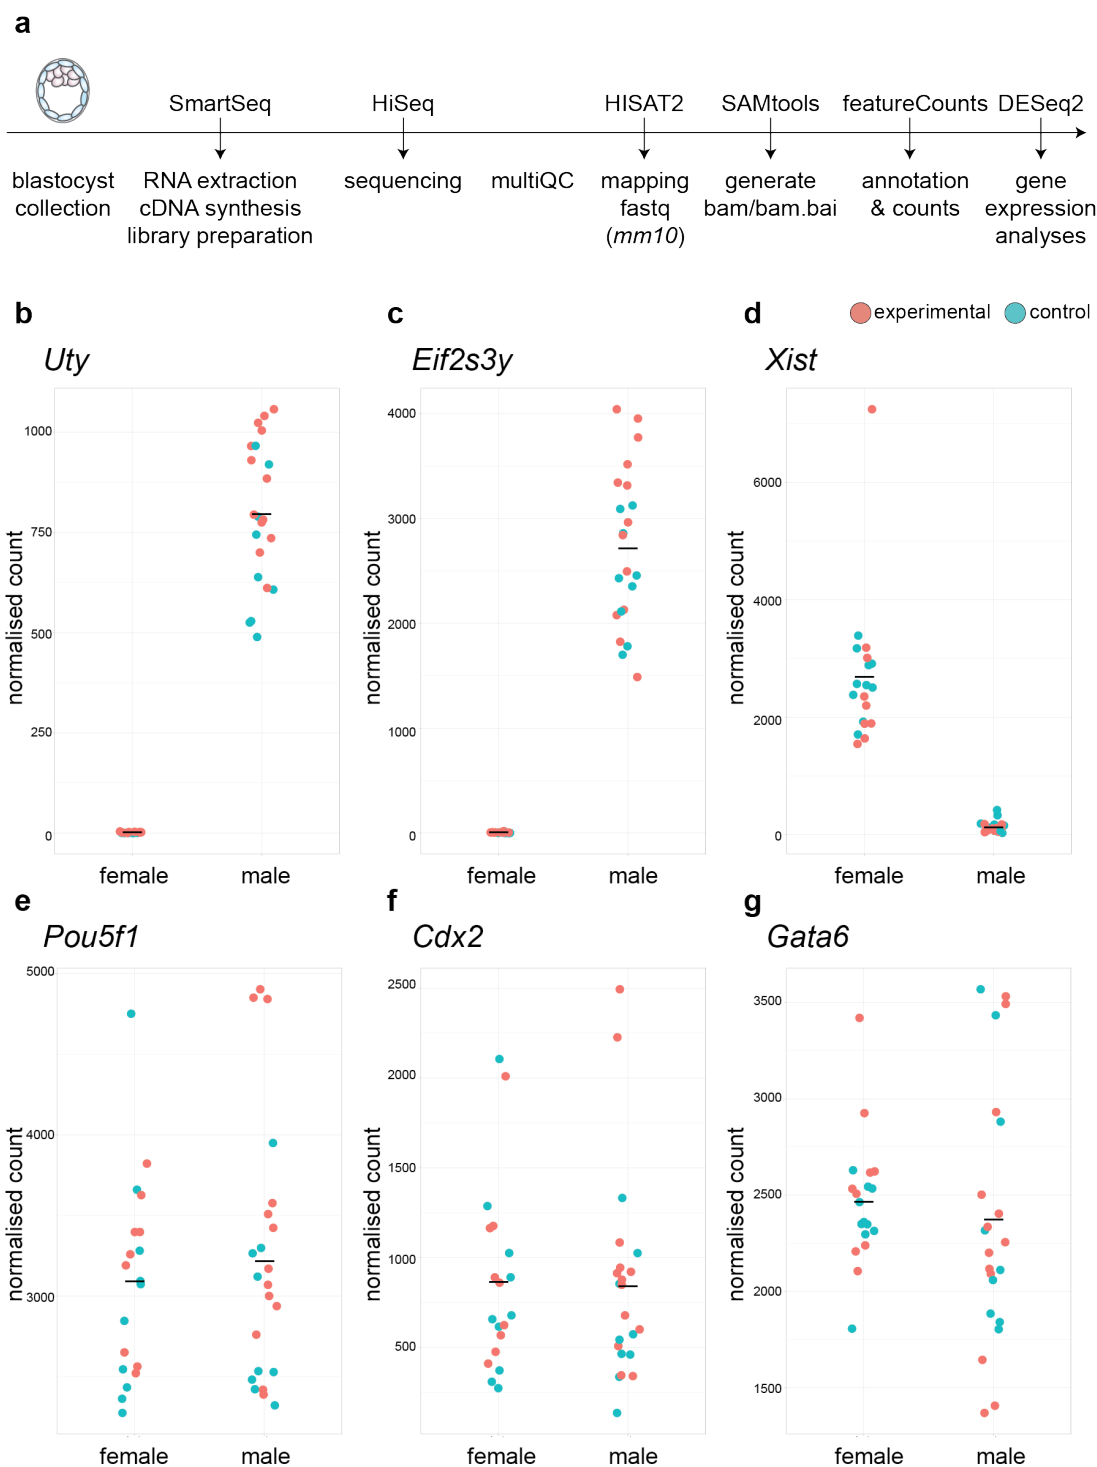 a
SmartSeq HiSeq HISAT2 SAMtools featureCounts DESeq2
blastocyst RNA extraction sequencing multiQC mapping generate annotation gene
collection cDNA synthesis fastq bam/bam.bai & counts expression
library preparation (mm10) analyses
b c d
experimental control
Uty Eif2s3y Xist
normalised count
1000
750
500
250
0
female male
normalised count
4000
3000
2000
1000
0
female male
normalised count
6000
4000
2000
0
female male
e f g
Pou5f1 Cdx2 Gata6
normalised count
5000
4000
3000
female male
normalised count
2500
2000
1500
1000
500
female male
normalised count
3500
3000
2500
2000
1500
female male